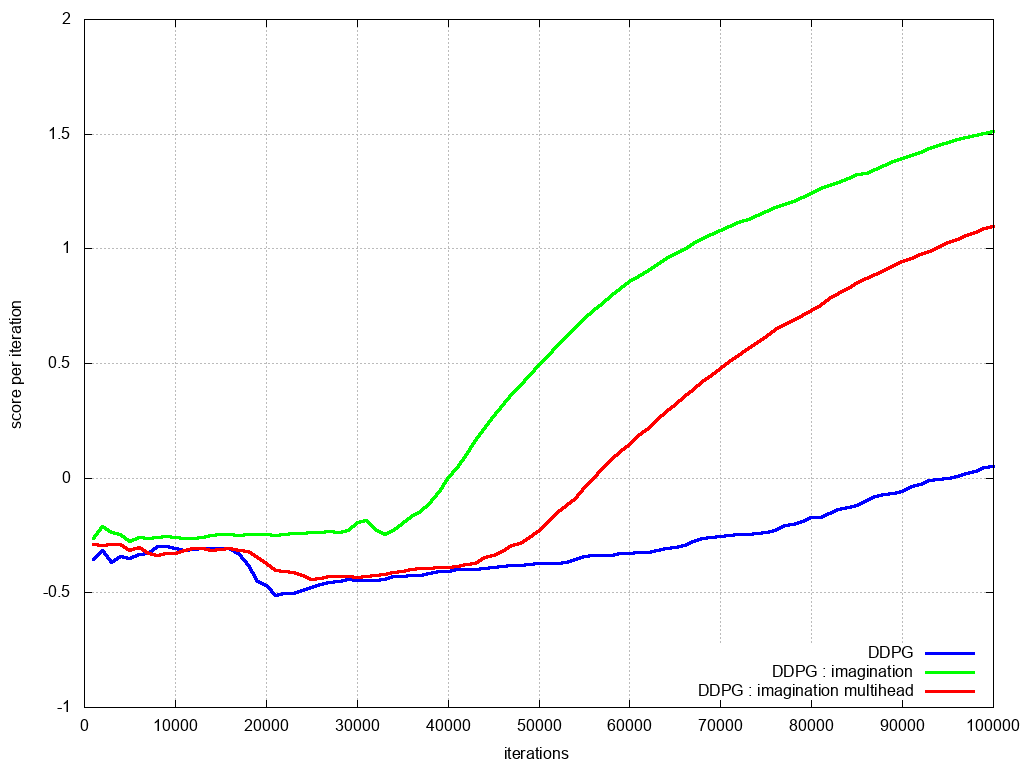 2
1.5
1
0.5
0
-0.5
-1
score per iteration
0 10000 20000 30000 40000 50000 60000 70000 80000 90000 100000
iterations
DDPG
DDPG : imagination
DDPG : imagination multihead